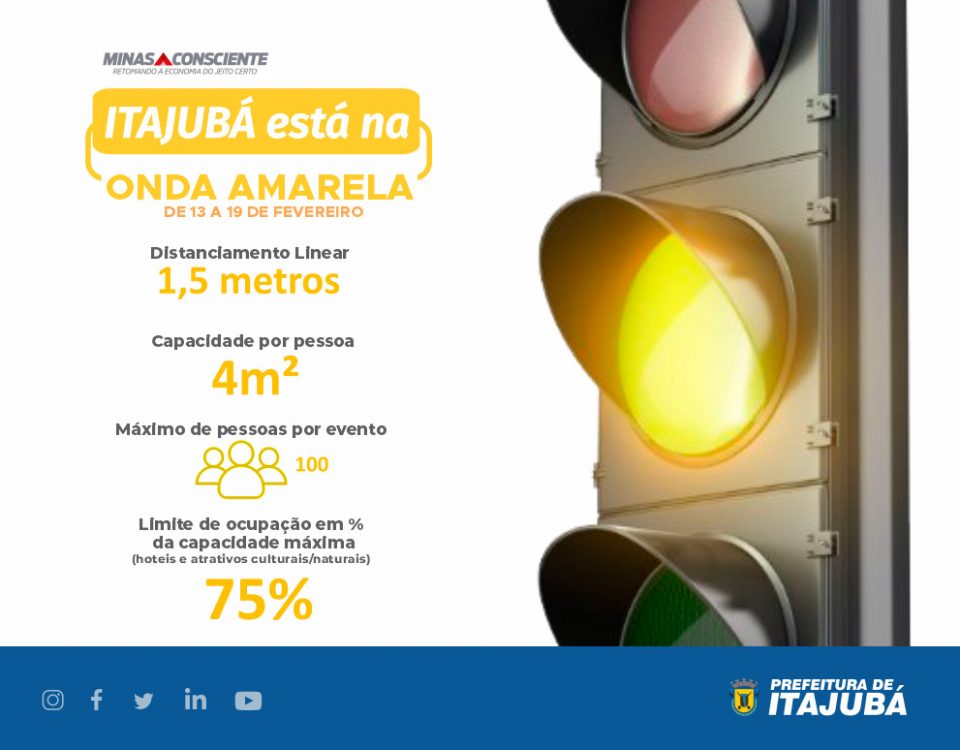 MINAS CONSCIENTE
RETOMANDO A ECONOMIA DO JEITO CERTO
ITAJUBÁ está na
ONDA AMARELA
DE 13 A 19 DE FEVEREIRO
Distanciamento Linear
1,5 metros
Capacidade por pessoa
4m²
Máximo de pessoas por evento
100
Limite de ocupação em %
da capacidade máxima
(hoteis e atrativos culturais/naturais)
75%
PREFEITURA DE
ITAJUBÁ